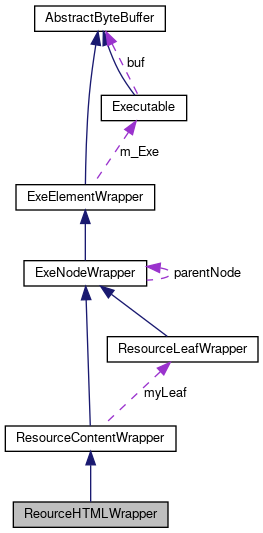 AbstractByteBuffer
buf
Executable
m_Exe
ExeElementWrapper
ExeNodeWrapper
parentNode
ResourceLeafWrapper
myLeaf
ResourceContentWrapper
ReourceHTMLWrapper